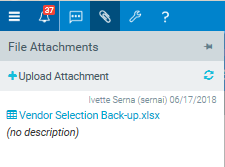 37
File Attachments
Upload Attachment
Ivette Serna (sernai) 06/17/2018
Vendor Selection Back-up.xlsx
(no description)